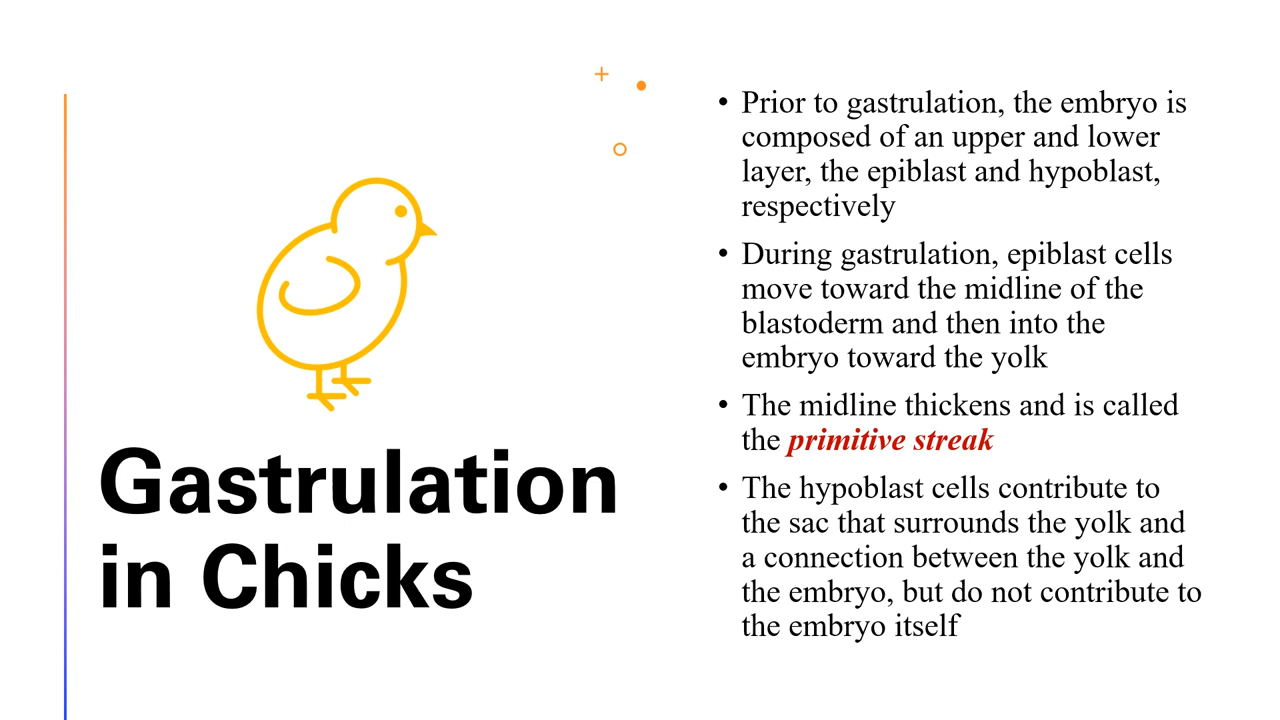 Gastrulation
in Chicks
• Prior to gastrulation, the embryo is
composed of an upper and lower
layer, the epiblast and hypoblast,
respectively
• During gastrulation, epiblast cells
move toward the midline of the
blastoderm and then into the
embryo toward the yolk
• The midline thickens and is called
the primitive streak
• The hypoblast cells contribute to
the sac that surrounds the yolk and
a connection between the yolk and
the embryo, but do not contribute to
the embryo itself